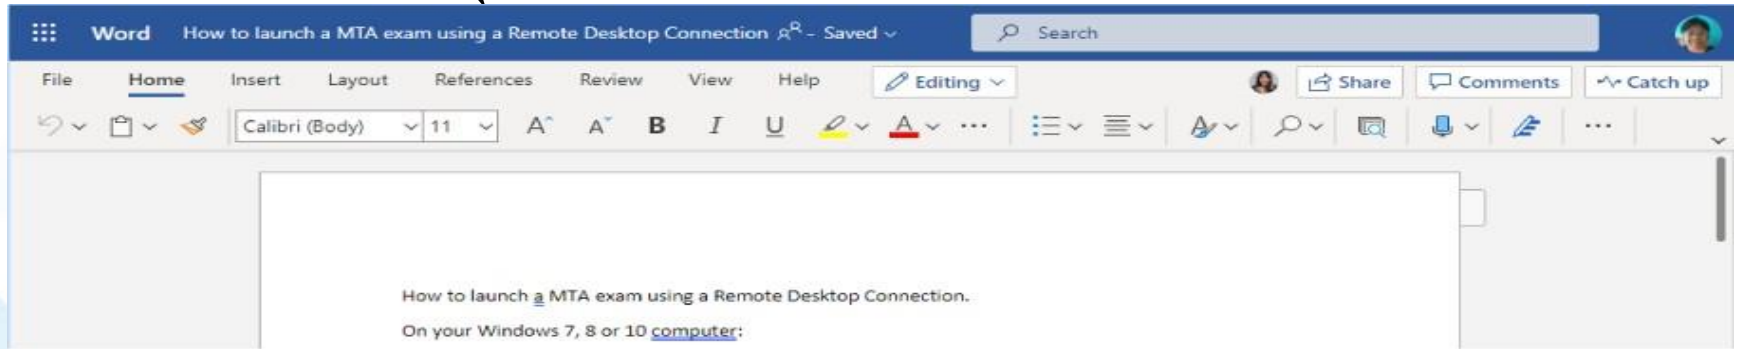 Word How to launch a MTA exam using a Remote Desktop Connection - Saved Search
File Home Insert Layout References Review View Help Editing Share Comments Catch up
Calibri (Body) 11 A A B I U A A
How to launch a MTA exam using a Remote Desktop Connection.
On your Windows 7, 8 or 10 computer: